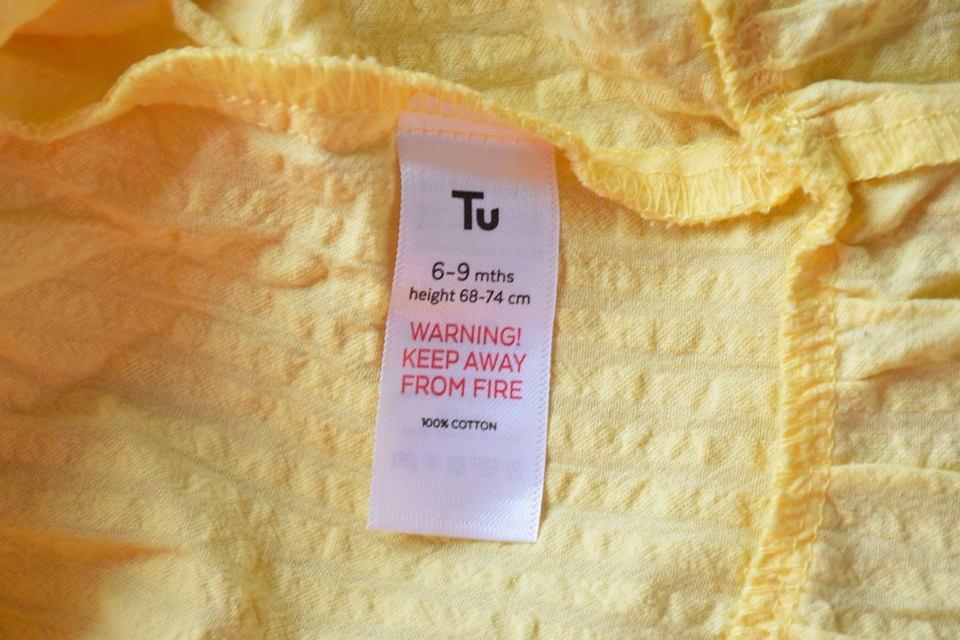 Tu
6-9 mths
height 68-74 cm
WARNING!
KEEP AWAY
FROM FIRE
100% COTTON